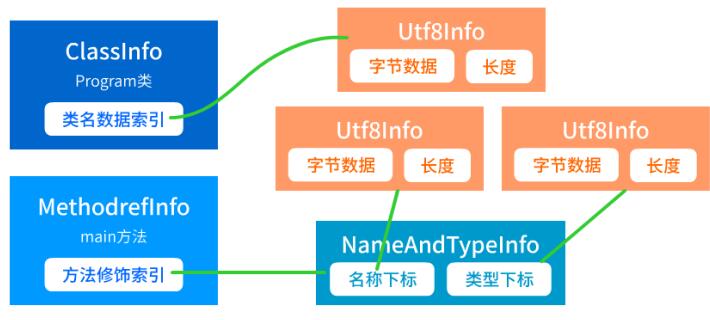 ClassInfo
Program类
类名数据索引
Utf8Info
字节数据 长度
Utf8Info
字节数据 长度
Utf8Info
字节数据 长度
MethodrefInfo
main方法
方法修饰索引
NameAndTypeInfo
名称下标 类型下标